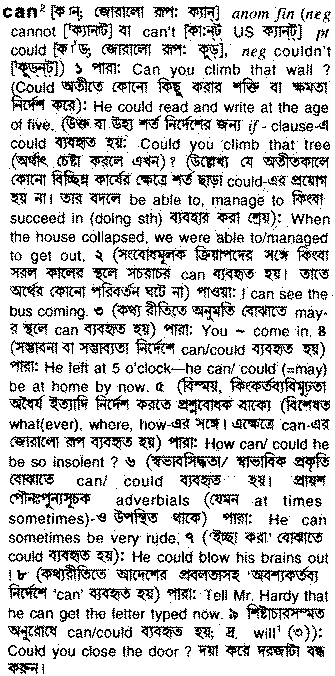 can² [ক্যান্; জোরালো রূপ: ক্যান্] anom fin (neg
cannot ['ক্যানট্] বা can't [কা:ন্ট্ US ক্যান্ট্] pt
could [ক্যাড্; জোরালো রূপ: কুড্], neg couldn't
['কুড্ন্ট্]) ১ পারা: Can you climb that wall ?
(Could অতীতে কোনো কিছু করার শক্তি বা ক্ষমতা
নির্দেশ করে): He could read and write at the age
of five. (উক্ত বা উহ্য শর্ত নির্দেশের জন্য if - clause-এ
could ব্যবহৃত হয়: Could you climb that tree
(অর্থাৎ চেষ্টা করলে এখন) ? (উল্লেখ্য যে অতীতকালে
কোনো বিচ্ছিন্ন কার্যের ক্ষেত্রে শর্ত ছাড়া could-এর প্রয়োগ
হয় না। তার বদলে be able to, manage to কিংবা
succeed in (doing sth) ব্যবহার করা শ্রেয়): When
the house collapsed, we were able to/managed
to get out, ২ (সংবোধমূলক ক্রিয়াপদের সঙ্গে কিংবা
সরল কালের স্থলে সচরাচর can ব্যবহৃত হয়। তাতে
অর্থের কোনো পরিবর্তন ঘটে না) পাওয়া: I can see the
bus coming. ৩ (কথ্য রীতিতে অনুমতি বোঝাতে may-
র স্থলে can ব্যবহৃত হয়) পারা: You ~ come in. ৪
(সম্ভাবনা বা সম্ভাব্যতা নির্দেশে can/could ব্যবহৃত হয়)
পারা: He left at 5 o'clock—he can/ could (=may)
be at home by now. ৫ (বিস্ময়, কিংকর্তব্যবিমূঢ়তা
অধৈর্য ইত্যাদি নির্দেশ করতে প্রশ্নবোধক বাক্যে (বিশেষত
what(ever), where, how-এর সঙ্গে। এক্ষেত্রে can-এর
জোরালো রূপ ব্যবহৃত হয়) পারা: How can/ could he
be so insolent ? ৬ (স্বভাবসিদ্ধতা/ স্বাভাবিক প্রকৃতি
বোঝাতে can/ could ব্যবহৃত হয়। প্রায়শ
পৌনঃপুন্যসূচক adverbials (যেমন at times
sometimes)-ও উপস্থিত থাকে) পারা: He can
sometimes be very rude, ৭ ('ইচ্ছা করা' বোঝাতে
could ব্যবহৃত হয়): He could blow his brains out
! ৮ (কথ্যরীতিতে আদেশের প্রবলতাসহ 'অবশ্যকর্তব্য
নির্দেশে 'can' ব্যবহৃত হয়) পারা: Tell Mr. Hardy that
he can get the letter typed now. ৯ শিষ্টাচারসম্মত
অনুরোধে can/could ব্যবহৃত হয়; দ্র. will¹ (৩)):
Could you close the door ? দয়া করে দরজাটা বন্ধ
করুন।